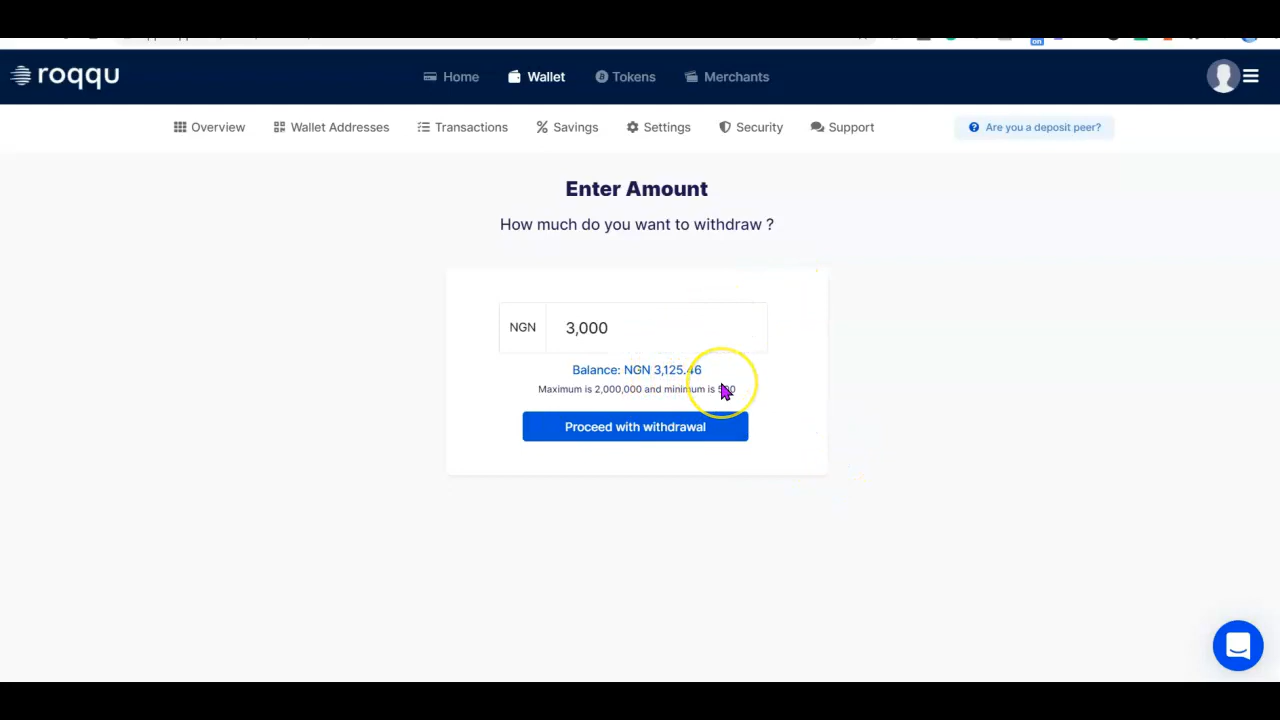 on
roqqu
Home
Wallet
Tokens
Merchants
Overview
Wallet Addresses
Transactions
Savings
Settings
Security
Support
Are you a deposit peer?
Enter Amount
How much do you want to withdraw ?
NGN
3,000
Balance: NGN 3,125.46
Maximum is 2,000,000 and minimum is
Proceed with withdrawal